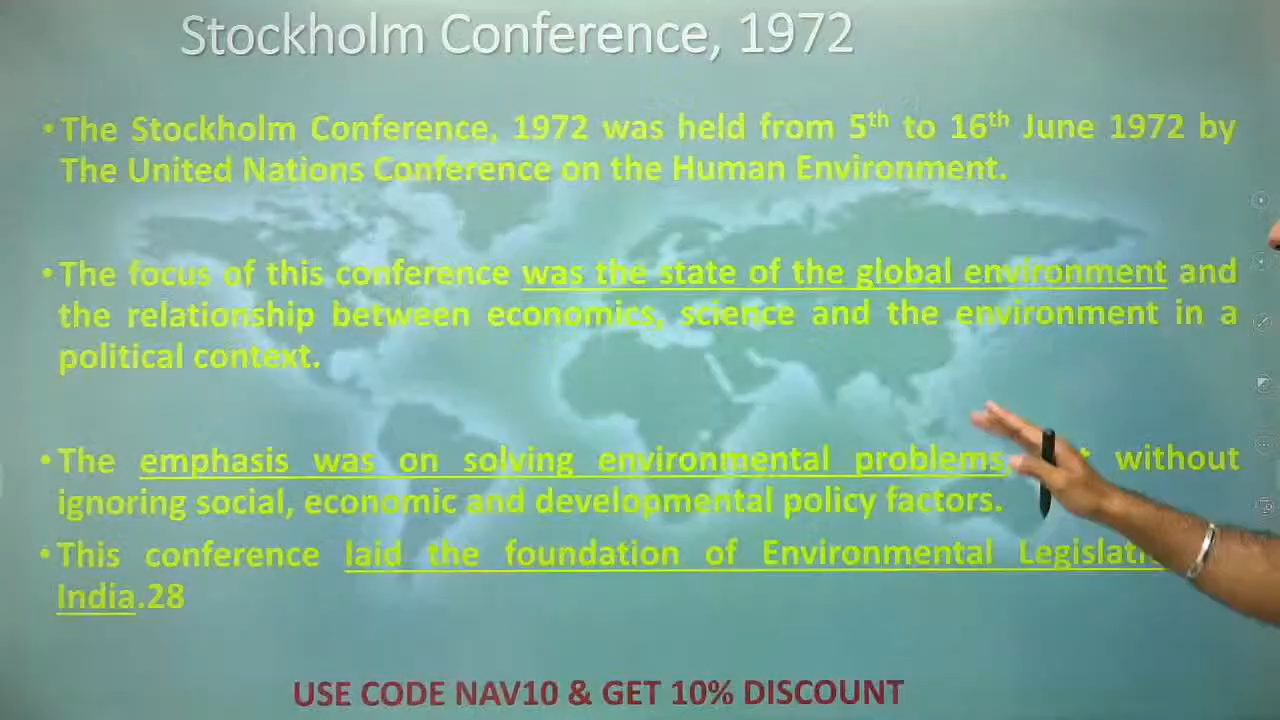 Stockholm Conference, 1972
• The Stockholm Conference, 1972 was held from 5th to 16th June 1972 by
The United Nations Conference on the Human Environment.
• The focus of this conference was the state of the global environment and
the relationship between economics, science and the environment in a
political context.
• The emphasis was on solving environmental problems, without
ignoring social, economic and developmental policy factors.
• This conference laid the foundation of Environmental
India.28
USE CODE NAV10 & GET 10% DISCOUNT